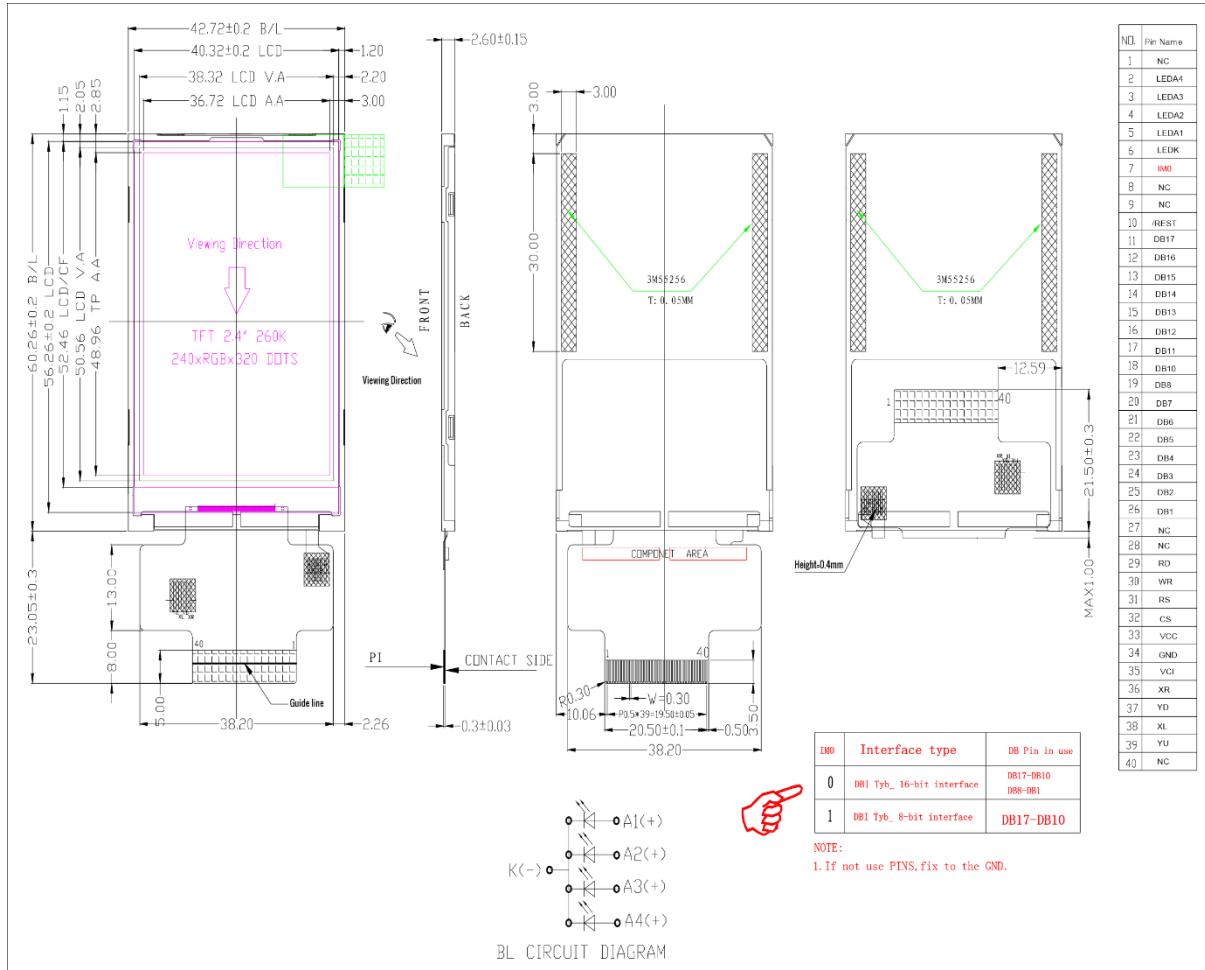 42.72±0.2 B/L
40.32±0.2 LCD
1.20
38.32 LCD V.A
2.20
36.72 LCD A.A
3.00
1.15
2.05
2.85
60.26±0.2 B/L
56.26±0.2 LCD
52.46 LCD/CF
50.56 LCD V.A
48.96 TP A.A
Viewing Direction
TFT 2.4" 260K
240xRGBx320 DOTS
23.05±0.3
13.00
8.00
5.00
XL XR
40
1
Guide line
38.20
2.26
2.60±0.15
FRONT
BACK
Viewing Direction
PI
CONTACT SIDE
0.3±0.03
3.00
3.00
30.00
3M55256
T: 0.05MM
COMPONET AREA
1
40
R0.30
W=0.30
10.06
P0.5*39=19.50±0.05
20.50±0.1
0.50
3.50
38.20
3M55256
T: 0.05MM
12.59
1
40
21.50±0.3
MAX1.00
Height=0.4mm
NO. Pin Name
1 NC
2 LEDA4
3 LEDA3
4 LEDA2
5 LEDA1
6 LEDK
7 IM0
8 NC
9 NC
10 /REST
11 DB17
12 DB16
13 DB15
14 DB14
15 DB13
16 DB12
17 DB11
18 DB10
19 DB8
20 DB7
21 DB6
22 DB5
23 DB4
24 DB3
25 DB2
26 DB1
27 NC
28 NC
29 RD
30 WR
31 RS
32 CS
33 VCC
34 GND
35 VCI
36 XR
37 YD
38 XL
39 YU
40 NC
IM0 Interface type DB Pin in use
0 DBI Tyb_ 16-bit interface DB17-DB10
DB8-DB1
1 DBI Tyb_ 8-bit interface DB17-DB10
NOTE:
1. If not use PINS, fix to the GND.
A1(+)
A2(+)
K(-)
A3(+)
A4(+)
BL CIRCUIT DIAGRAM